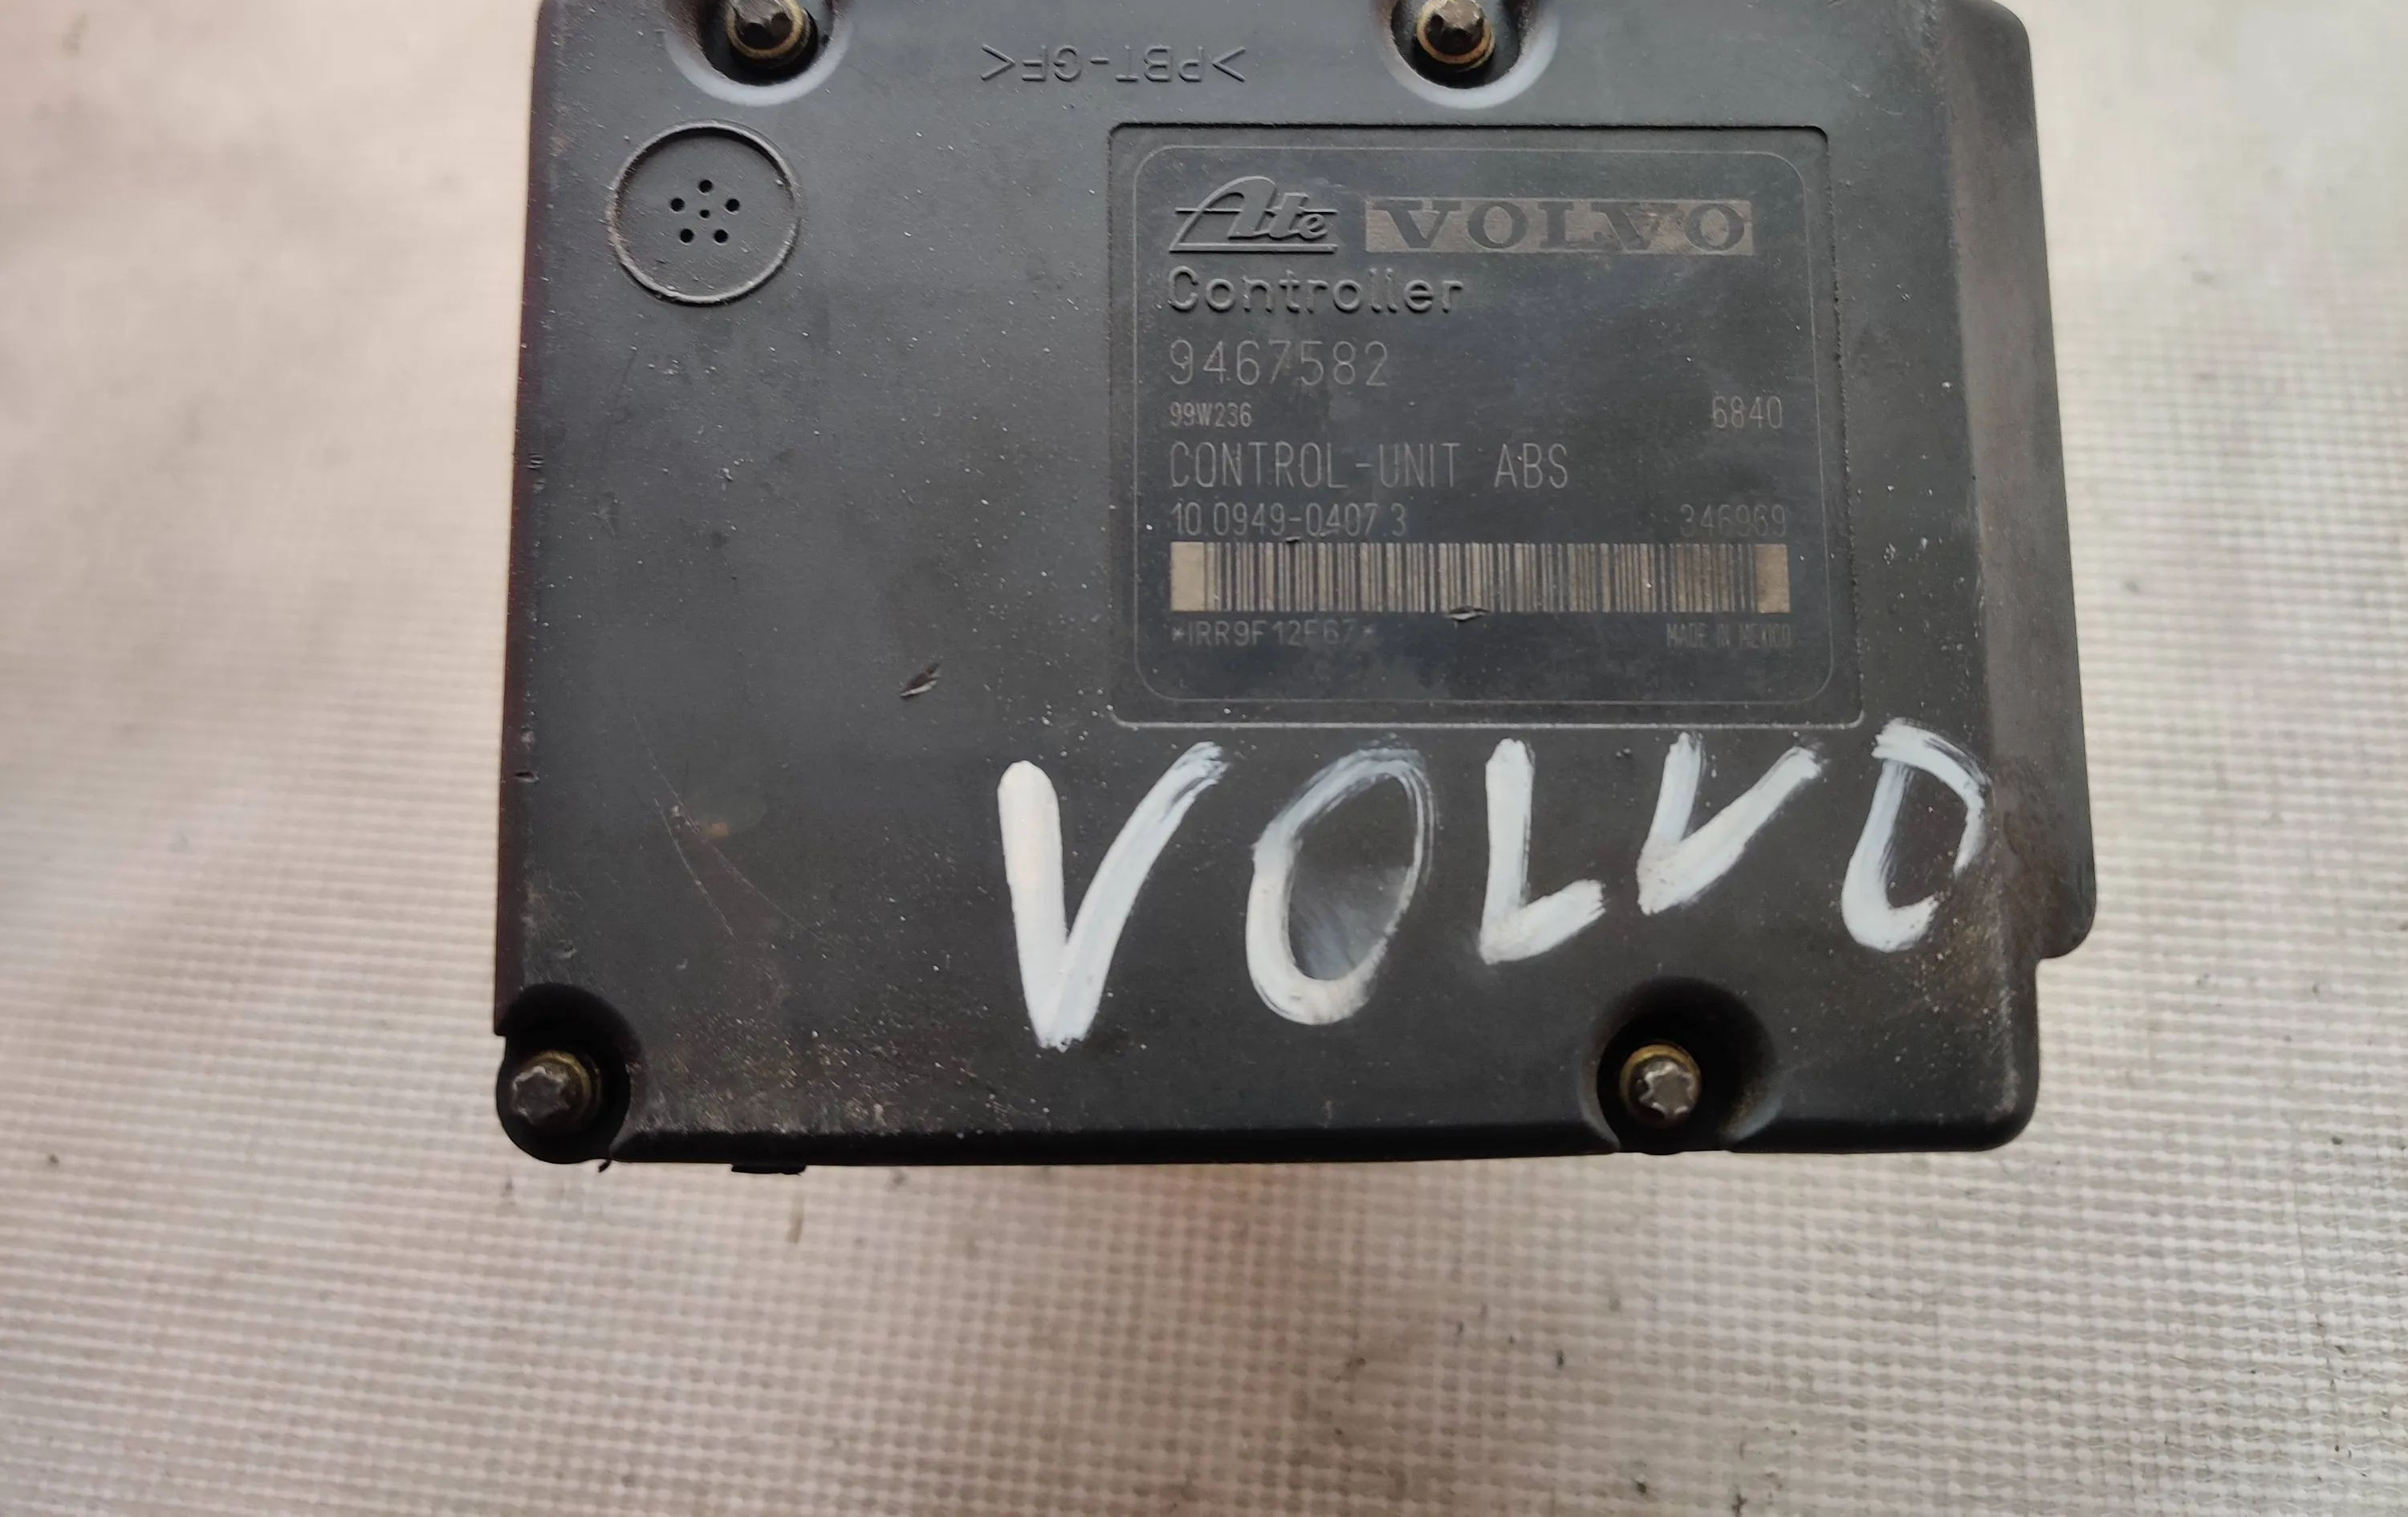 >PBT-GF<
Ate VOLVO
Controller
9467582
99W236 6840
CONTROL-UNIT ABS
10.0949-0407.3 346969
*IRR9F12F67*
MADE IN MEXICO
VOLVO